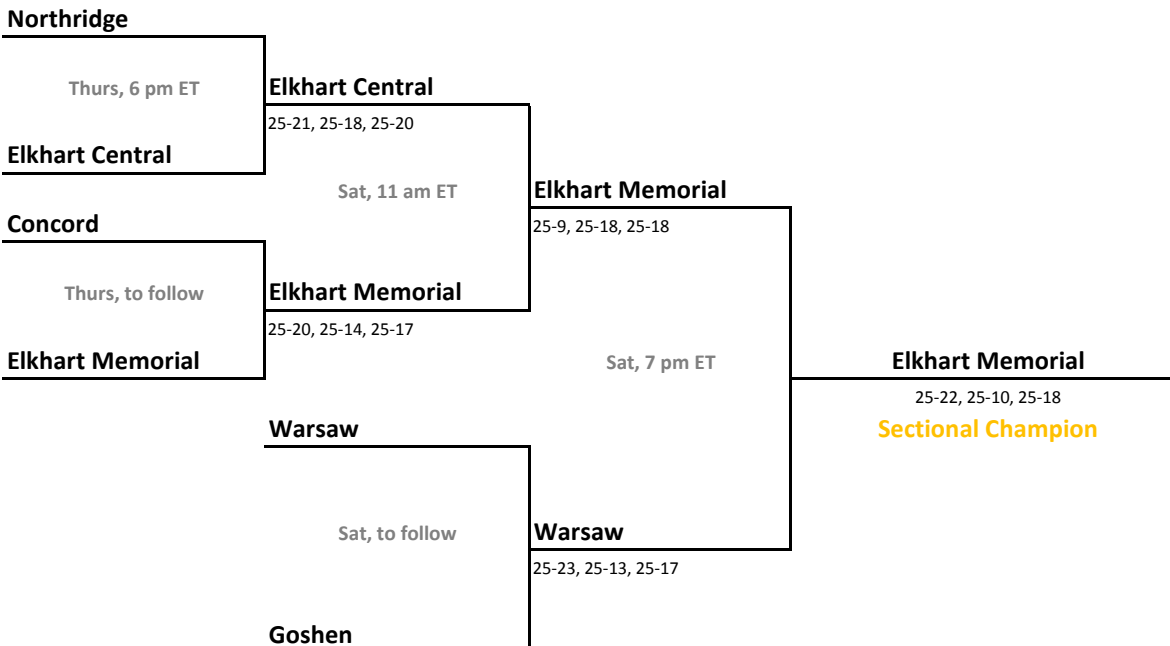 Northridge
Thurs, 6 pm ET
Elkhart Central
25-21, 25-18, 25-20
Elkhart Central
Sat, 11 am ET
Elkhart Memorial
25-9, 25-18, 25-18
Concord
Thurs, to follow
Elkhart Memorial
25-20, 25-14, 25-17
Elkhart Memorial
Sat, 7 pm ET
Elkhart Memorial
25-22, 25-10, 25-18
Sectional Champion
Warsaw
Sat, to follow
Warsaw
25-23, 25-13, 25-17
Goshen